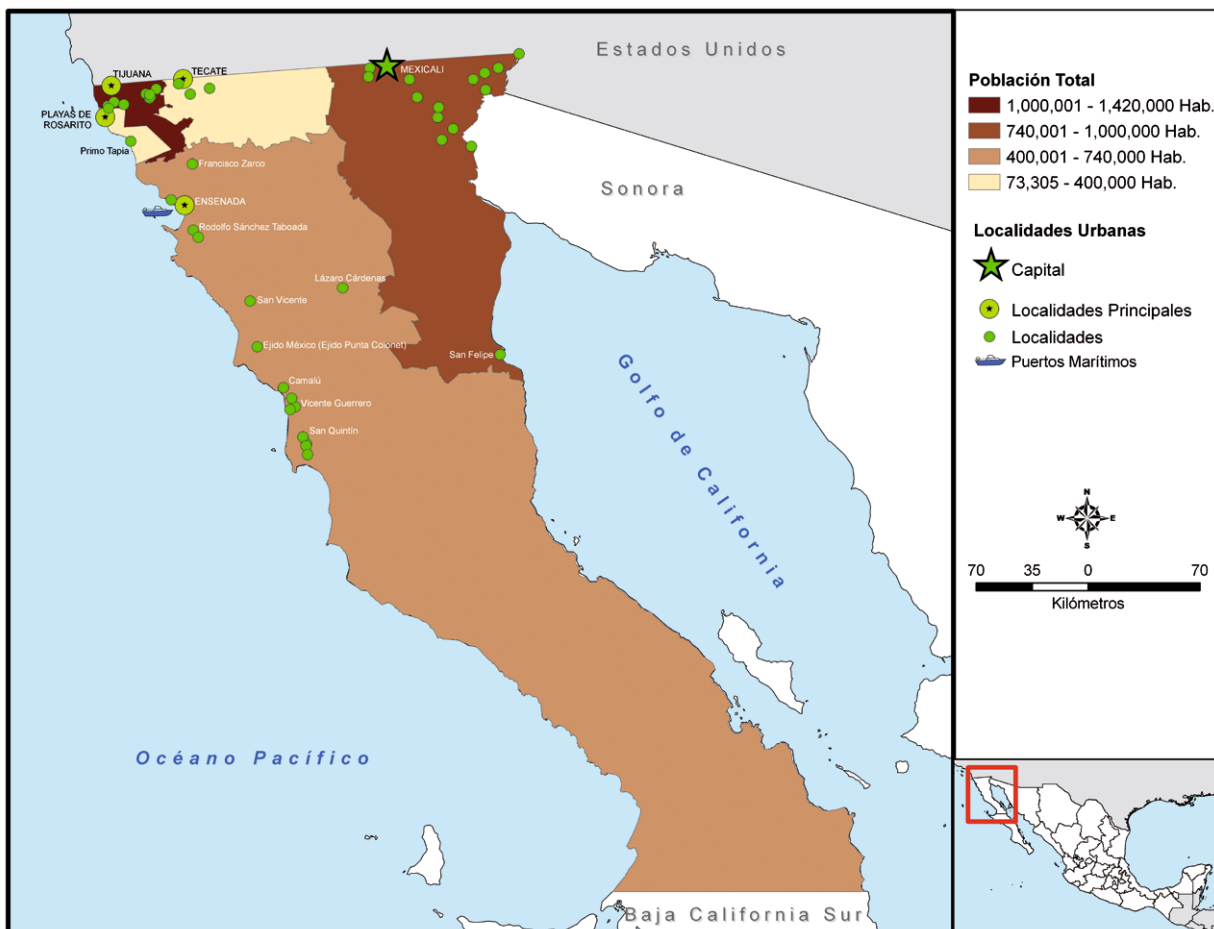 Estados Unidos
TIJUANA
TECATE
MEXICALI
PLAYAS DE
ROSARITO
Primo Tapia
Francisco Zarco
Sonora
ENSENADA
Rodolfo Sánchez Taboada
Lázaro Cárdenas
San Vicente
Ejido México (Ejido Punta Colonet)
San Felipe
Camalú
Vicente Guerrero
San Quintín
Golfo de California
Océano Pacífico
Baja California Sur
Población Total
1,000,001 - 1,420,000 Hab.
740,001 - 1,000,000 Hab.
400,001 - 740,000 Hab.
73,305 - 400,000 Hab.
Localidades Urbanas
Capital
Localidades Principales
Localidades
Puertos Marítimos
N
W E
S
70 35 0 70
Kilómetros